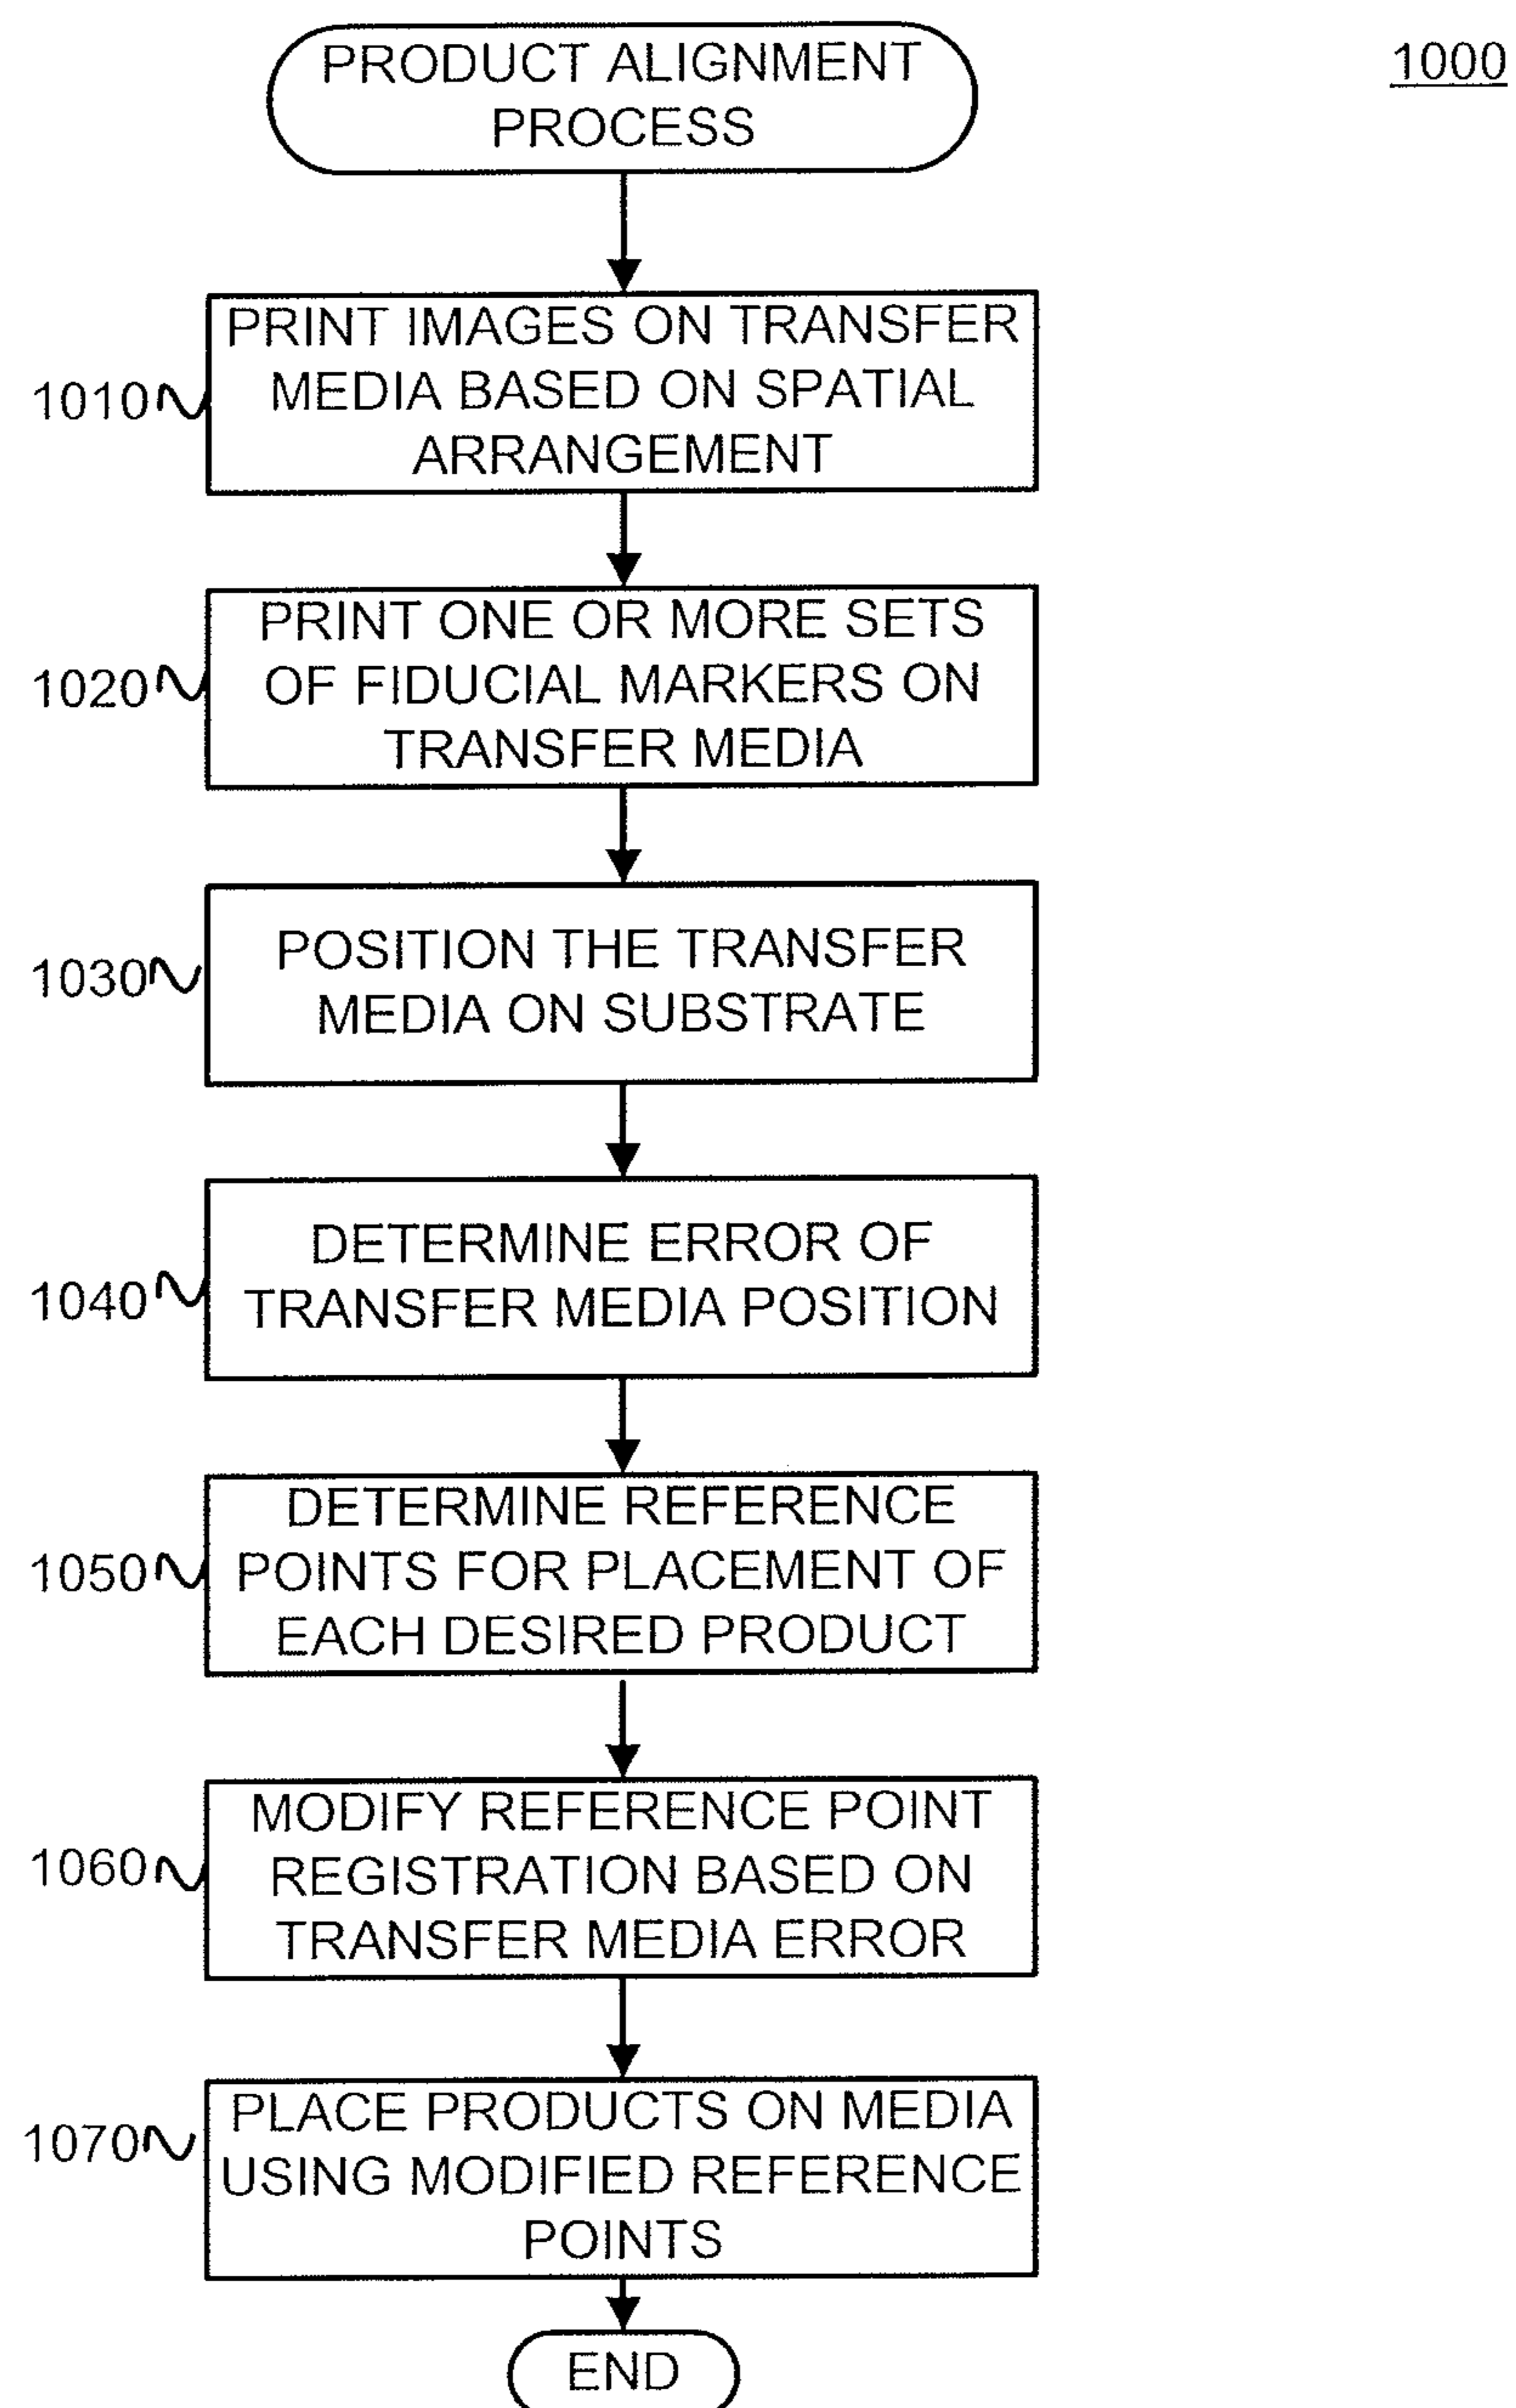 PRODUCT ALIGNMENT
PROCESS
1000
PRINT IMAGES ON TRANSFER
MEDIA BASED ON SPATIAL
ARRANGEMENT
1010
PRINT ONE OR MORE SETS
OF FIDUCIAL MARKERS ON
TRANSFER MEDIA
1020
POSITION THE TRANSFER
MEDIA ON SUBSTRATE
1030
DETERMINE ERROR OF
TRANSFER MEDIA POSITION
1040
DETERMINE REFERENCE
POINTS FOR PLACEMENT OF
EACH DESIRED PRODUCT
1050
MODIFY REFERENCE POINT
REGISTRATION BASED ON
TRANSFER MEDIA ERROR
1060
PLACE PRODUCTS ON MEDIA
USING MODIFIED REFERENCE
POINTS
1070
END